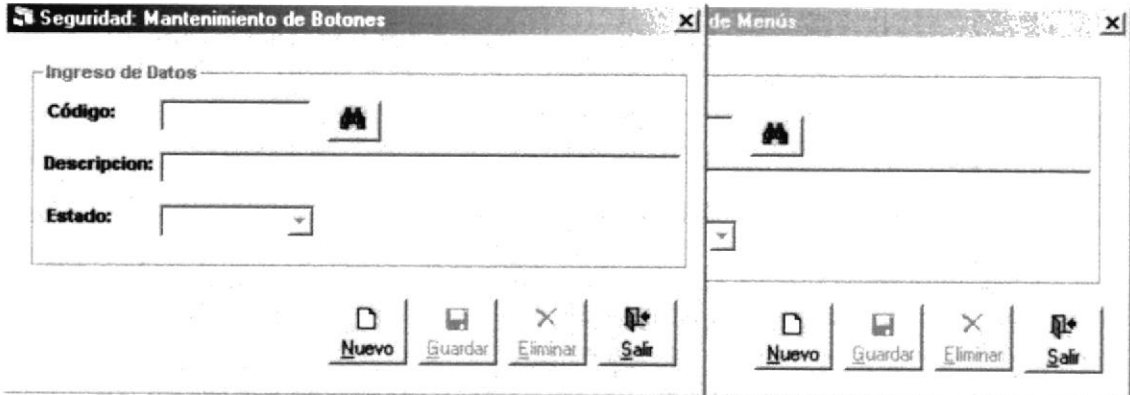 Seguridad: Mantenimiento de Botones
de Menús
Ingreso de Datos
Código:
Descripcion:
Estado:
Nuevo
Guardar
Eliminar
Salir
Nuevo
Guardar
Eliminar
Salir